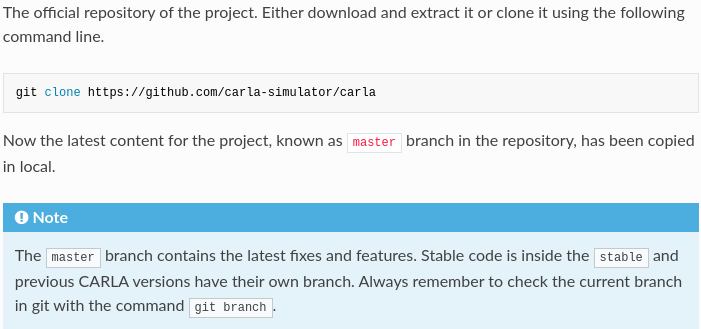 The official repository of the project. Either download and extract it or clone it using the following
command line.
git clone https://github.com/carla-simulator/carla
Now the latest content for the project, known as master branch in the repository, has been copied
in local.
Note
The master branch contains the latest fixes and features. Stable code is inside the stable and
previous CARLA versions have their own branch. Always remember to check the current branch
in git with the command git branch.